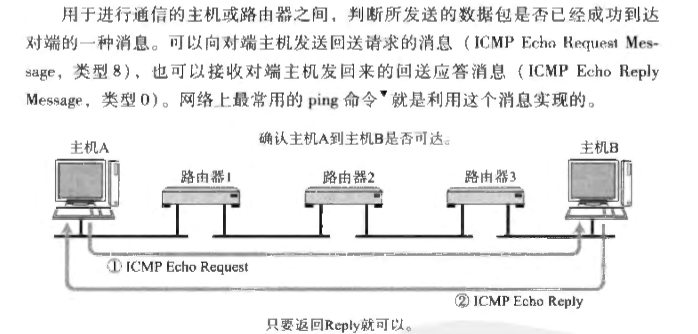 用于进行通信的主机或路由器之间，判断所发送的数据包是否已经成功到达
对端的一种消息。可以向对端主机发送回送请求的消息（ICMP Echo Request Mes-
sage，类型8），也可以接收对端主机发回来的回送应答消息（ICMP Echo Reply
Message，类型0）。网络上最常用的 ping 命令▼就是利用这个消息实现的。
确认主机A到主机B是否可达。
主机A
主机B
路由器1
路由器2
路由器3
① ICMP Echo Request
② ICMP Echo Reply
只要返回Reply就可以。